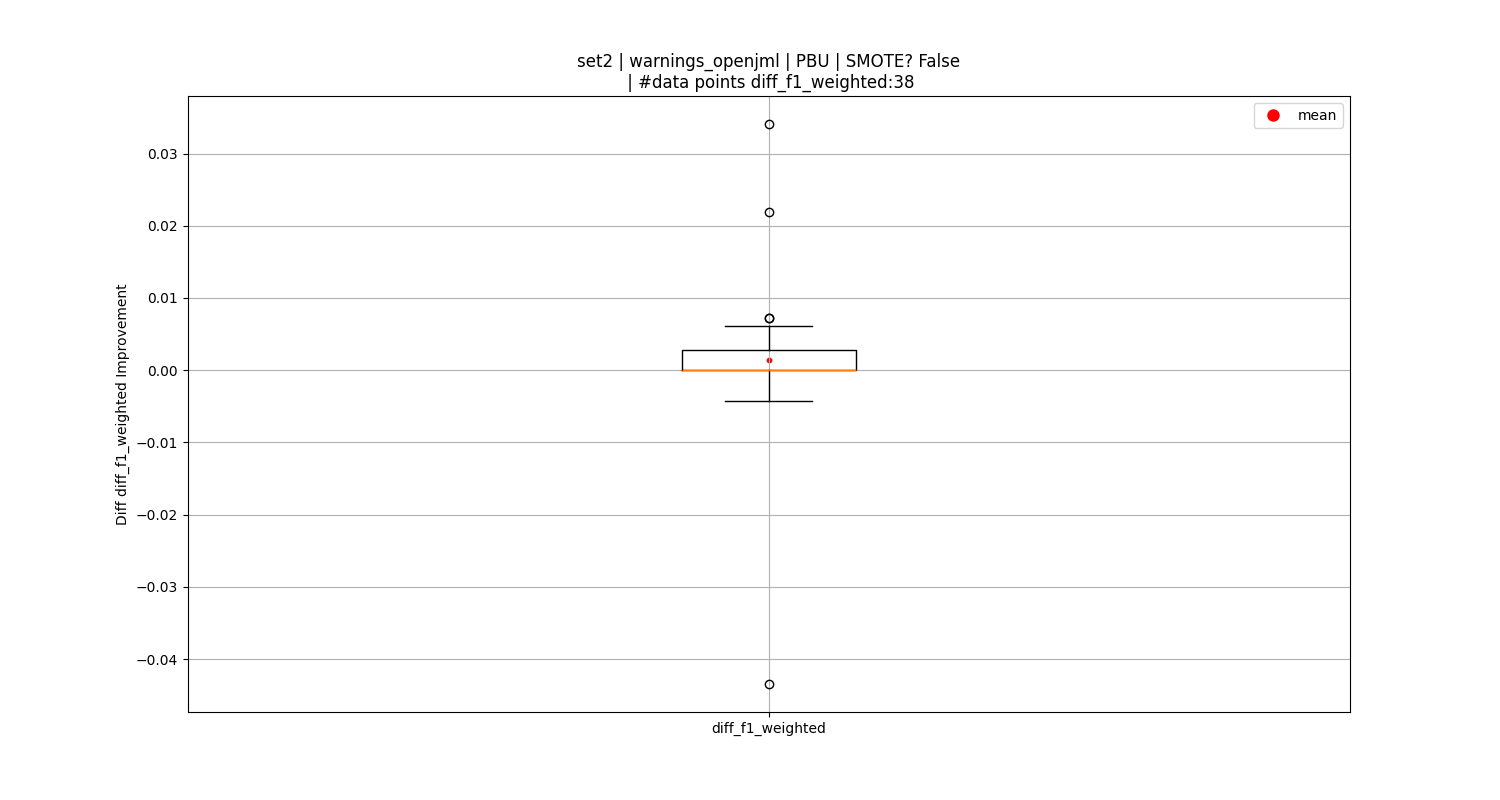 set2 | warnings_openjml | PBU | SMOTE? False
| #data points diff_f1_weighted:38
mean
0.03
0.02
0.01
0.00
−0.01
−0.02
−0.03
−0.04
Diff diff_f1_weighted Improvement
diff_f1_weighted